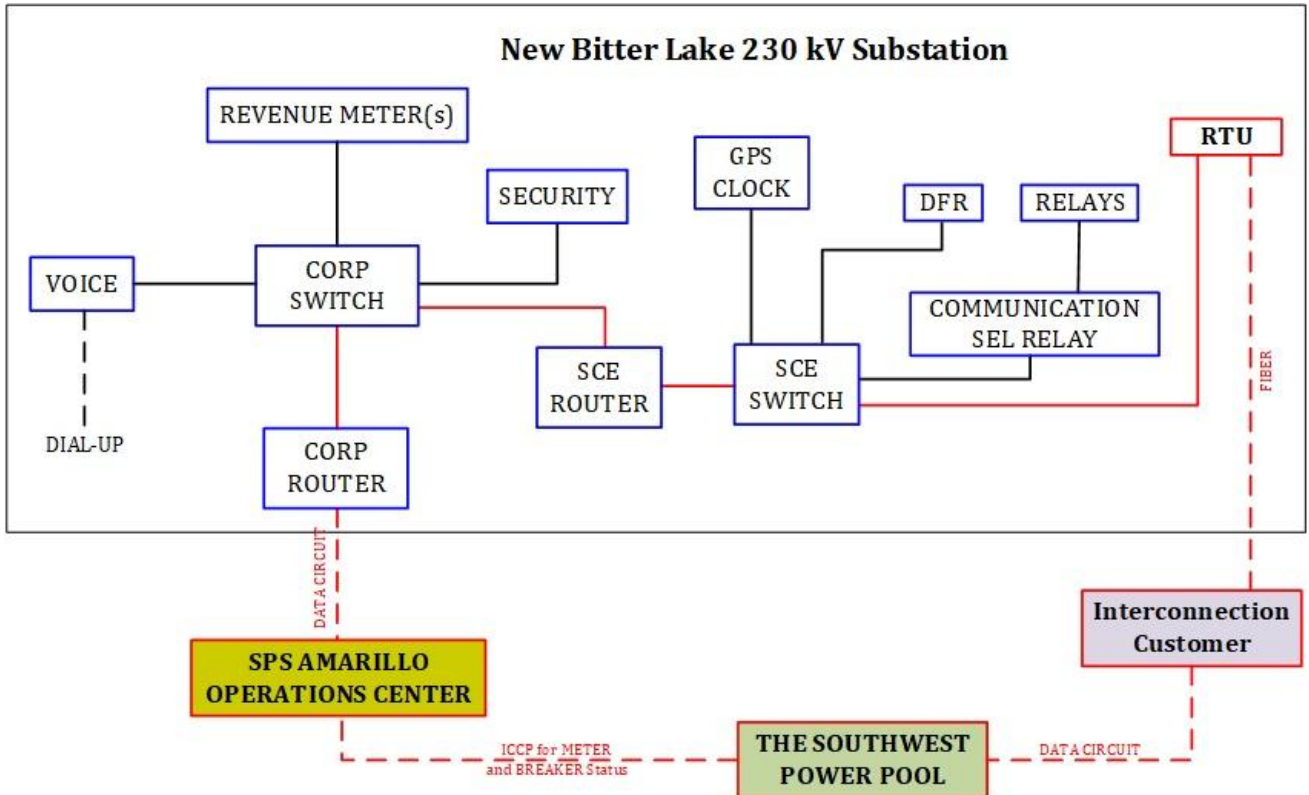 New Bitter Lake 230 kV Substation
REVENUE METER(s)
SECURITY
GPS
CLOCK
RTU
DFR
RELAYS
VOICE
CORP
SWITCH
COMMUNICATION
SEL RELAY
SCE
ROUTER
SCE
SWITCH
FIBER
DIAL-UP
CORP
ROUTER
DATA CIRCUIT
Interconnection
Customer
SPS AMARILLO
OPERATIONS CENTER
ICCP for METER
and BREAKER Status
THE SOUTHWEST
POWER POOL
DATA CIRCUIT